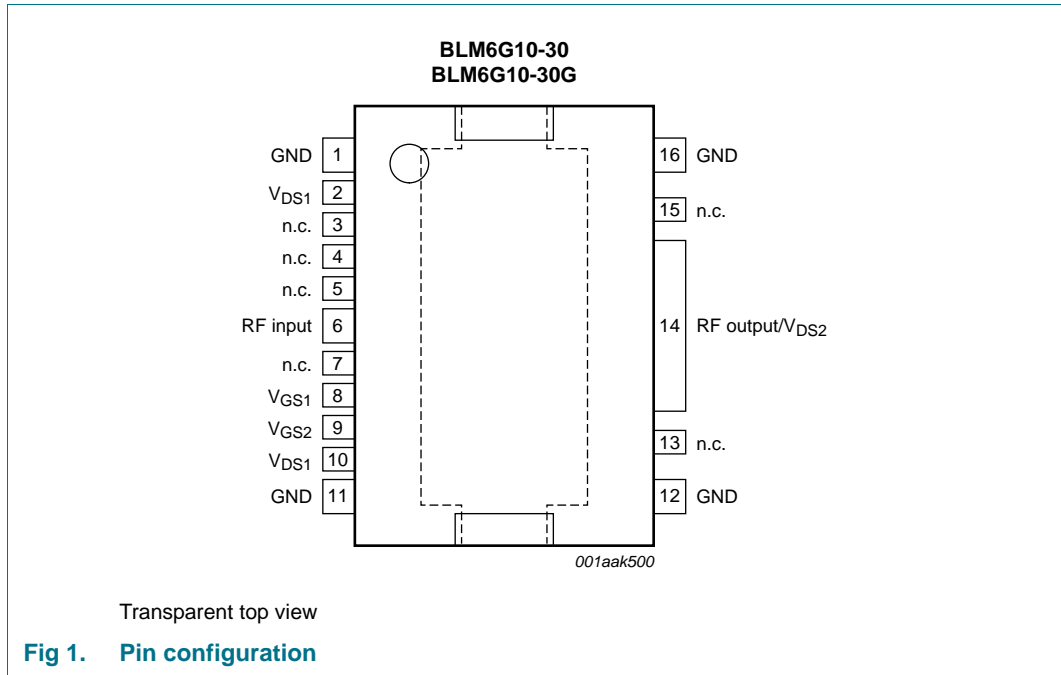 BLM6G10-30
BLM6G10-30G
GND 1
VDS1 2
n.c. 3
n.c. 4
n.c. 5
RF input 6
n.c. 7
VGS1 8
VGS2 9
VDS1 10
GND 11
16 GND
15 n.c.
14 RF output/VDS2
13 n.c.
12 GND
001aak500
Transparent top view
Fig 1. Pin configuration